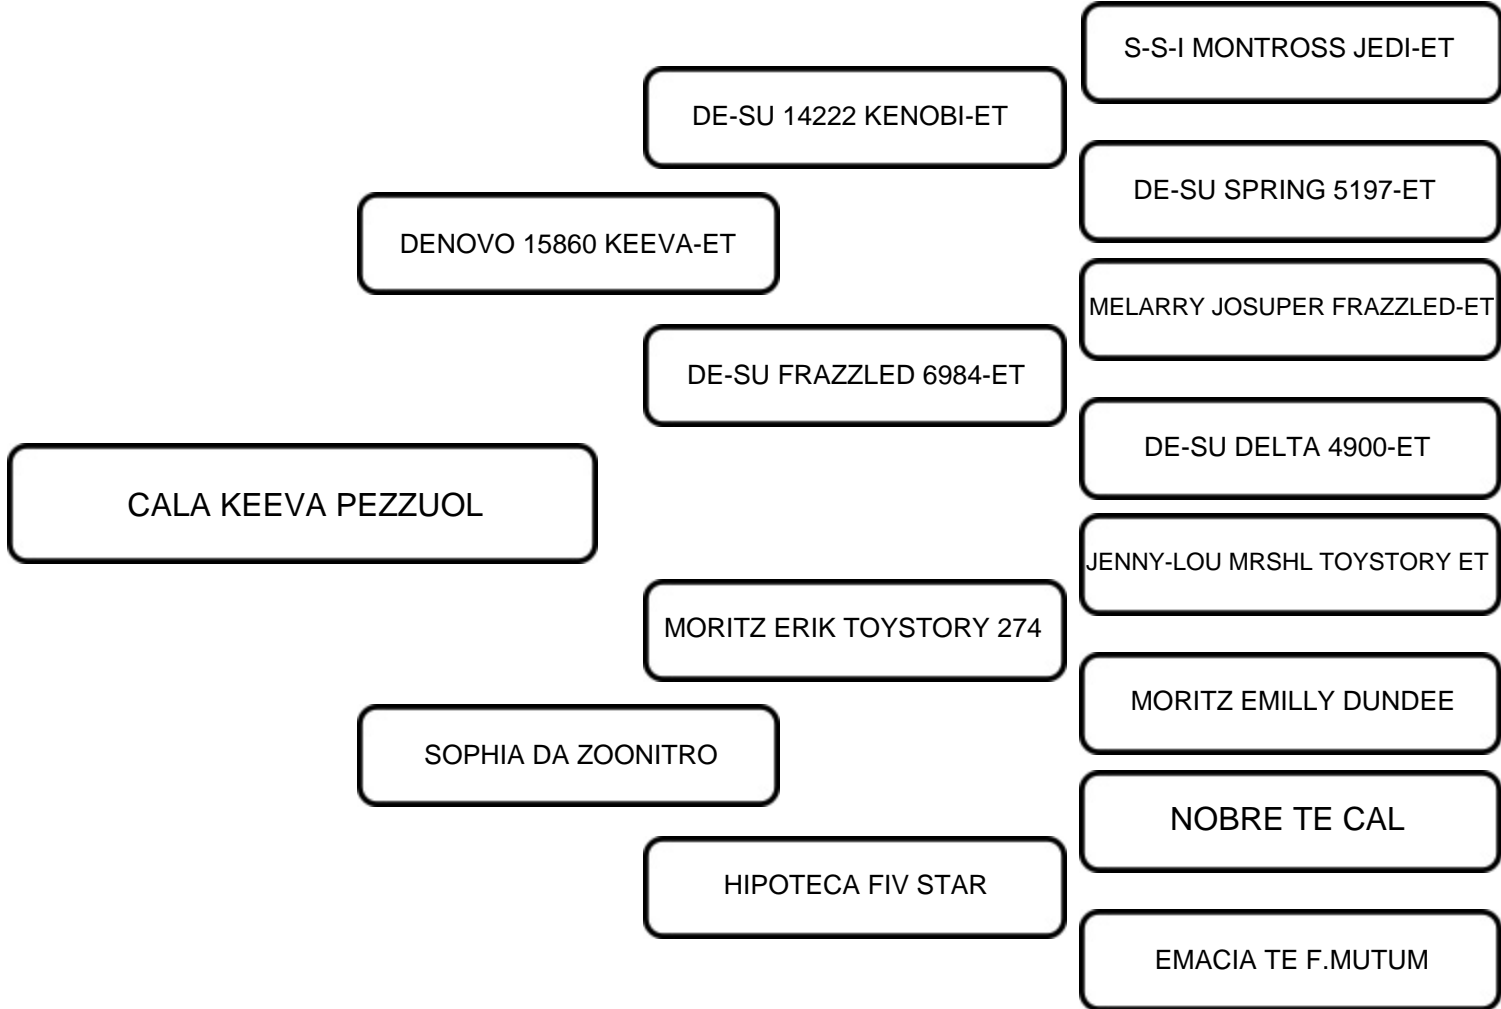 S-S-I MONTROSS JEDI-ET
DE-SU 14222 KENOBI-ET
DE-SU SPRING 5197-ET
DENOVO 15860 KEEVA-ET
MELARRY JOSUPER FRAZZLED-ET
DE-SU FRAZZLED 6984-ET
DE-SU DELTA 4900-ET
CALA KEEVA PEZZUOL
JENNY-LOU MRSHL TOYSTORY ET
MORITZ ERIK TOYSTORY 274
MORITZ EMILLY DUNDEE
SOPHIA DA ZOONITRO
NOBRE TE CAL
HIPOTECA FIV STAR
EMACIA TE F.MUTUM